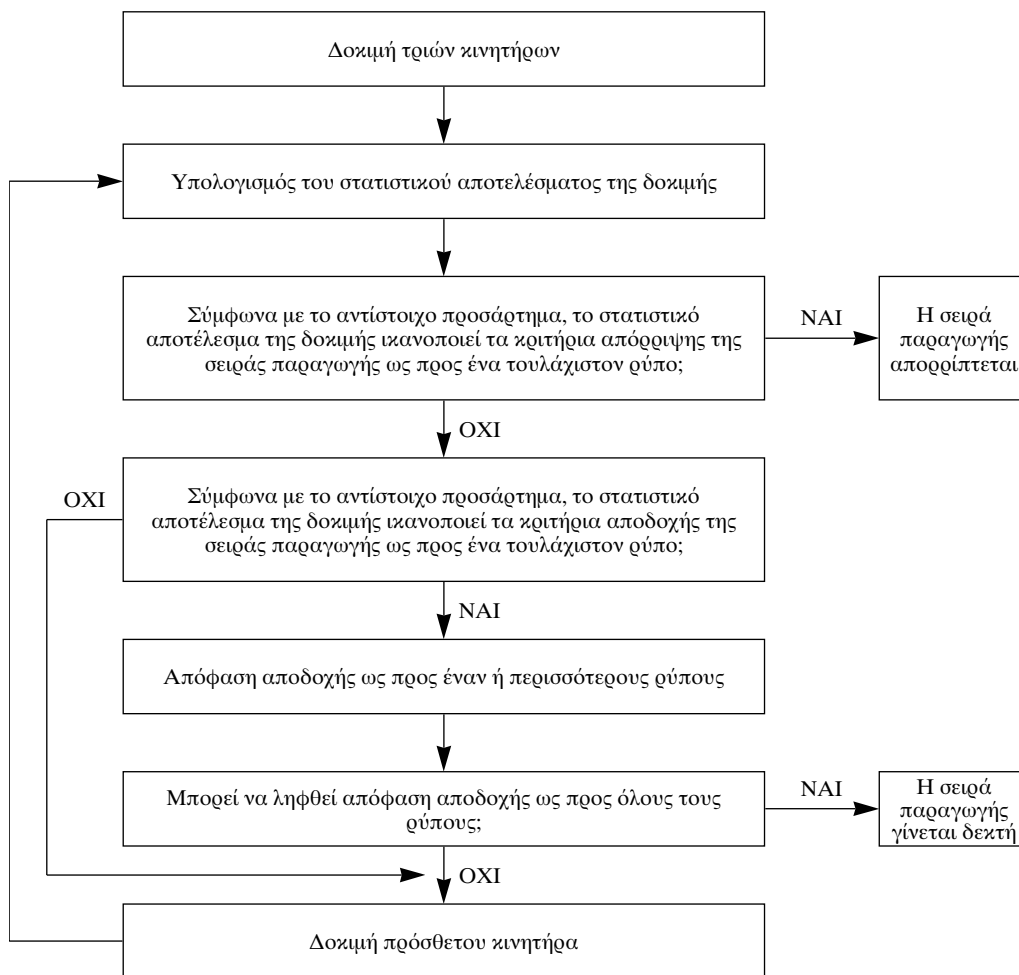 Δοκιμή τριών κινητήρων
Υπολογισμός του στατιστικού αποτελέσματος της δοκιμής
Σύμφωνα με το αντίστοιχο προσάρτημα, το στατιστικό
αποτέλεσμα της δοκιμής ικανοποιεί τα κριτήρια απόρριψης της
σειράς παραγωγής ως προς ένα τουλάχιστον ρύπο;
ΝΑΙ
Η σειρά
παραγωγής
απορρίπτεται
ΟΧΙ
ΟΧΙ
Σύμφωνα με το αντίστοιχο προσάρτημα, το στατιστικό
αποτέλεσμα της δοκιμής ικανοποιεί τα κριτήρια αποδοχής της
σειράς παραγωγής ως προς ένα τουλάχιστον ρύπο;
ΝΑΙ
Απόφαση αποδοχής ως προς έναν ή περισσότερους ρύπους
Μπορεί να ληφθεί απόφαση αποδοχής ως προς όλους τους
ρύπους;
ΝΑΙ
Η σειρά
παραγωγής
γίνεται δεκτή
ΟΧΙ
Δοκιμή πρόσθετου κινητήρα